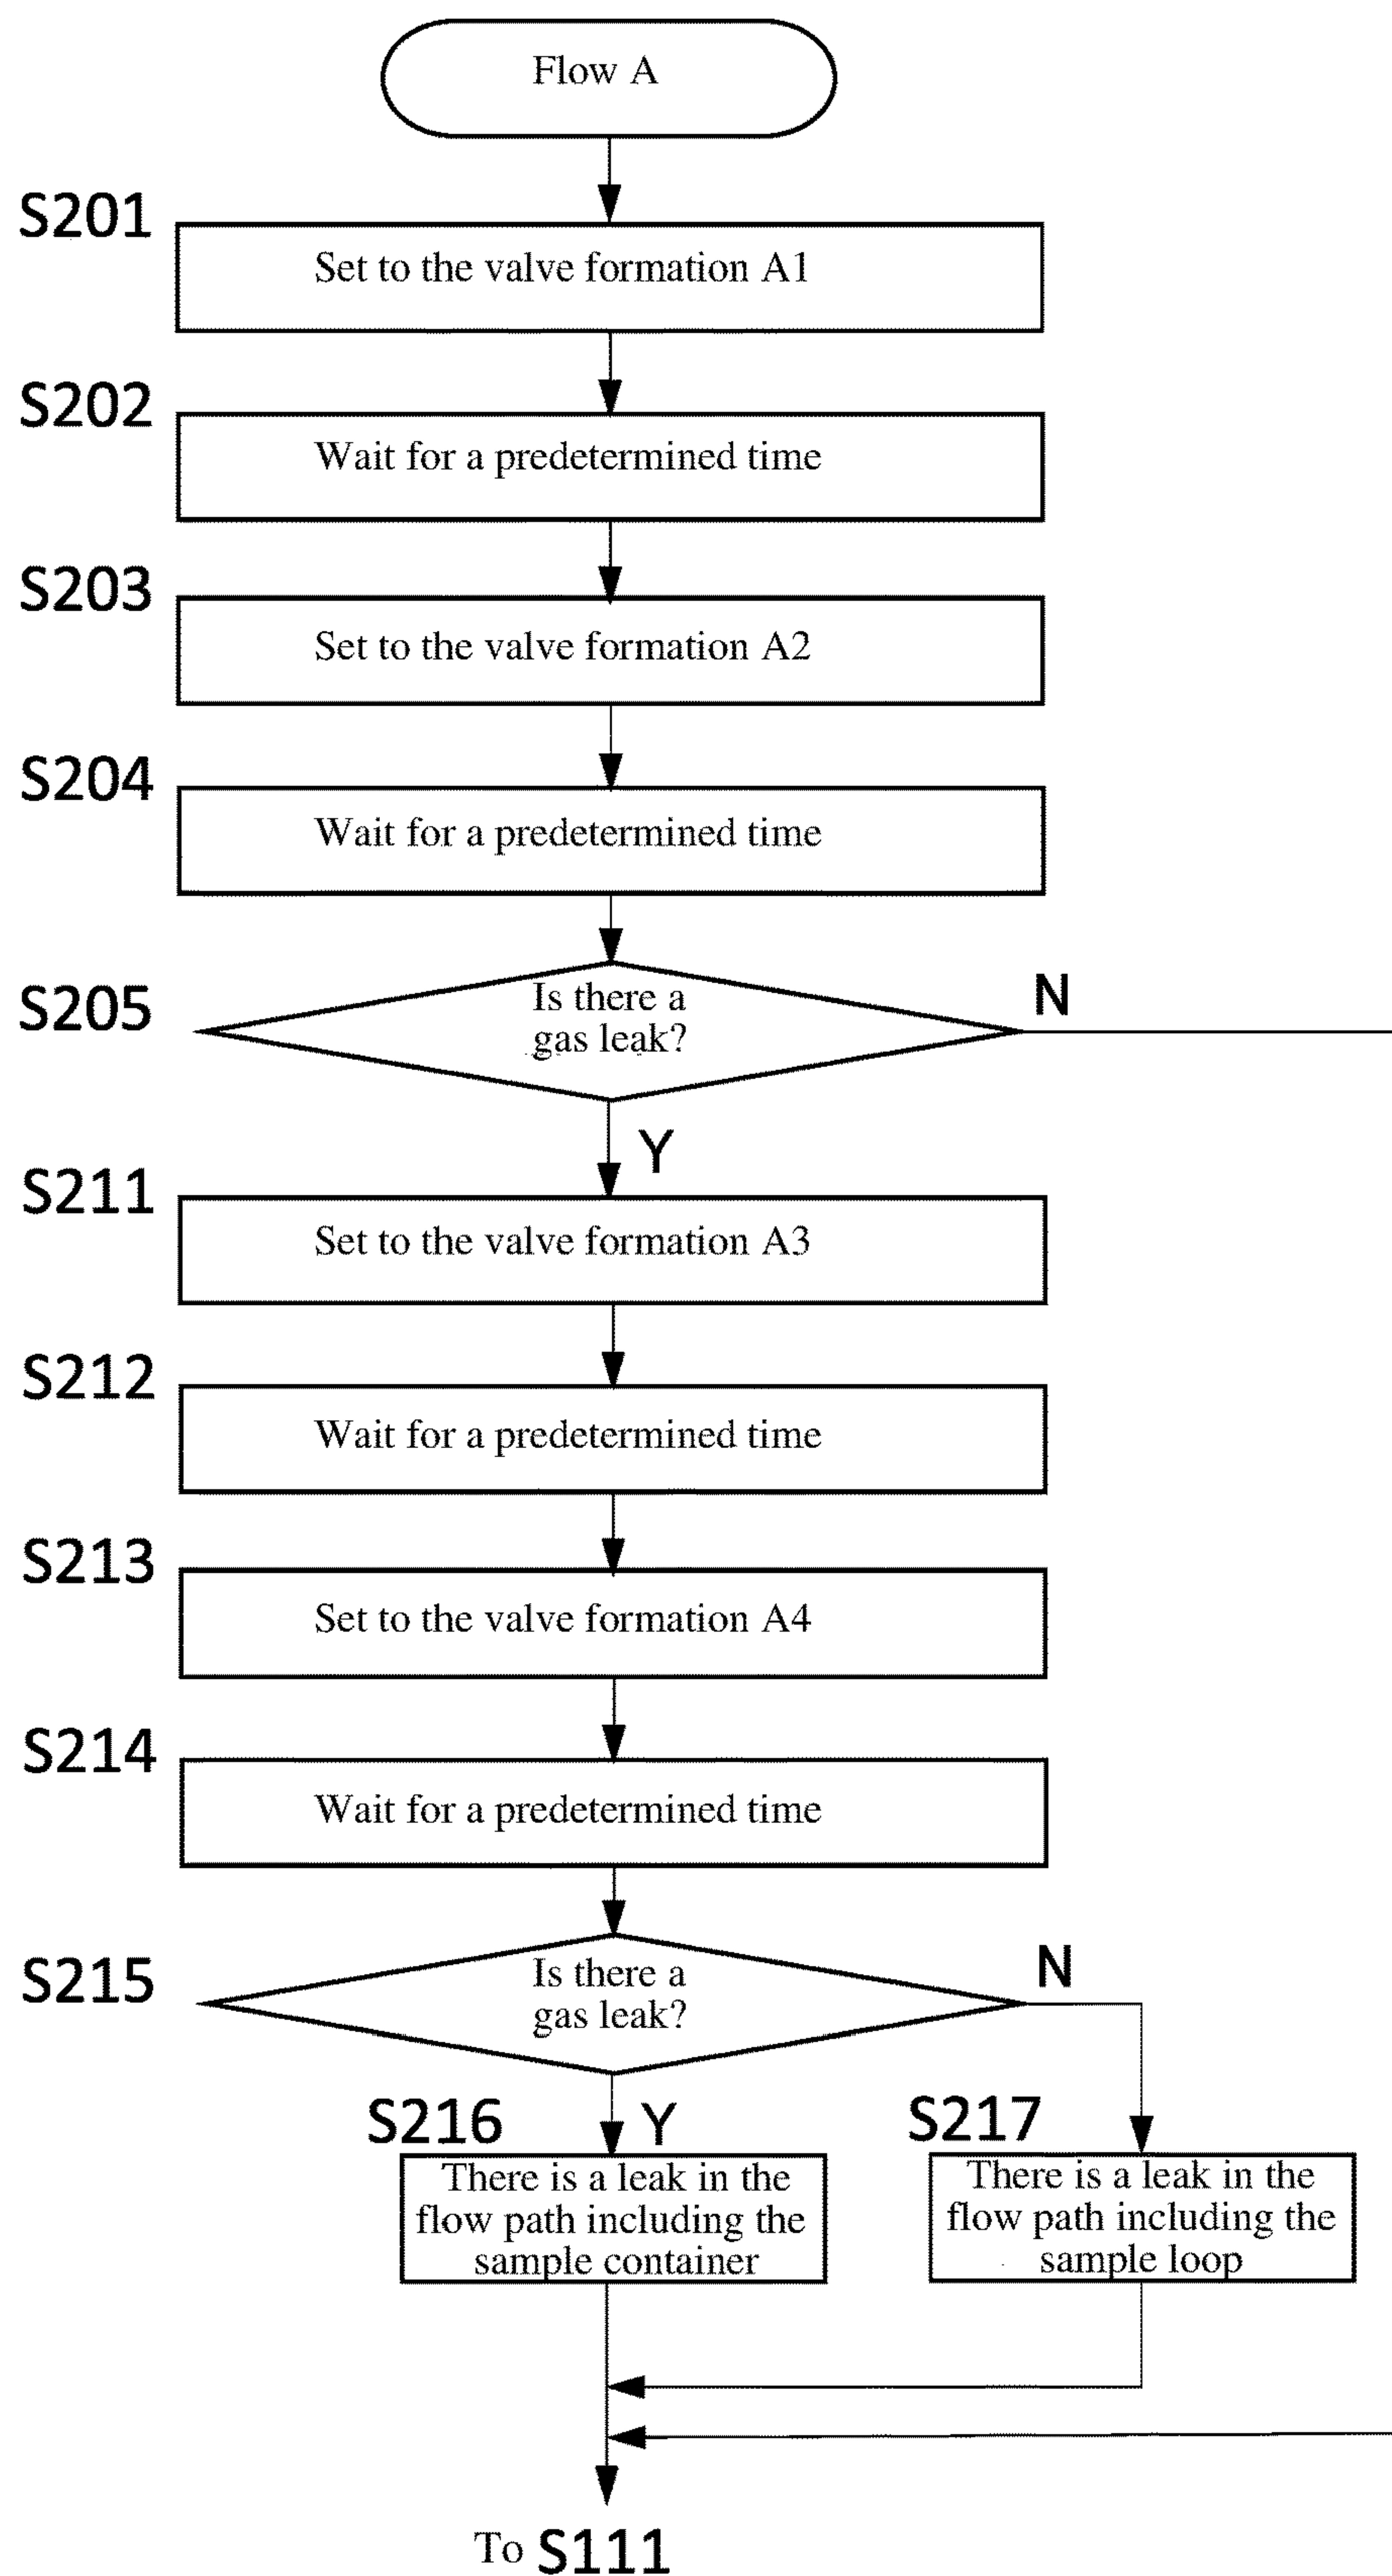 Flow A
S201
Set to the valve formation A1
S202
Wait for a predetermined time
S203
Set to the valve formation A2
S204
Wait for a predetermined time
S205
Is there a
gas leak?
N
Y
S211
Set to the valve formation A3
S212
Wait for a predetermined time
S213
Set to the valve formation A4
S214
Wait for a predetermined time
S215
Is there a
gas leak?
N
S216
Y
There is a leak in the
flow path including the
sample container
S217
There is a leak in the
flow path including the
sample loop
To S111